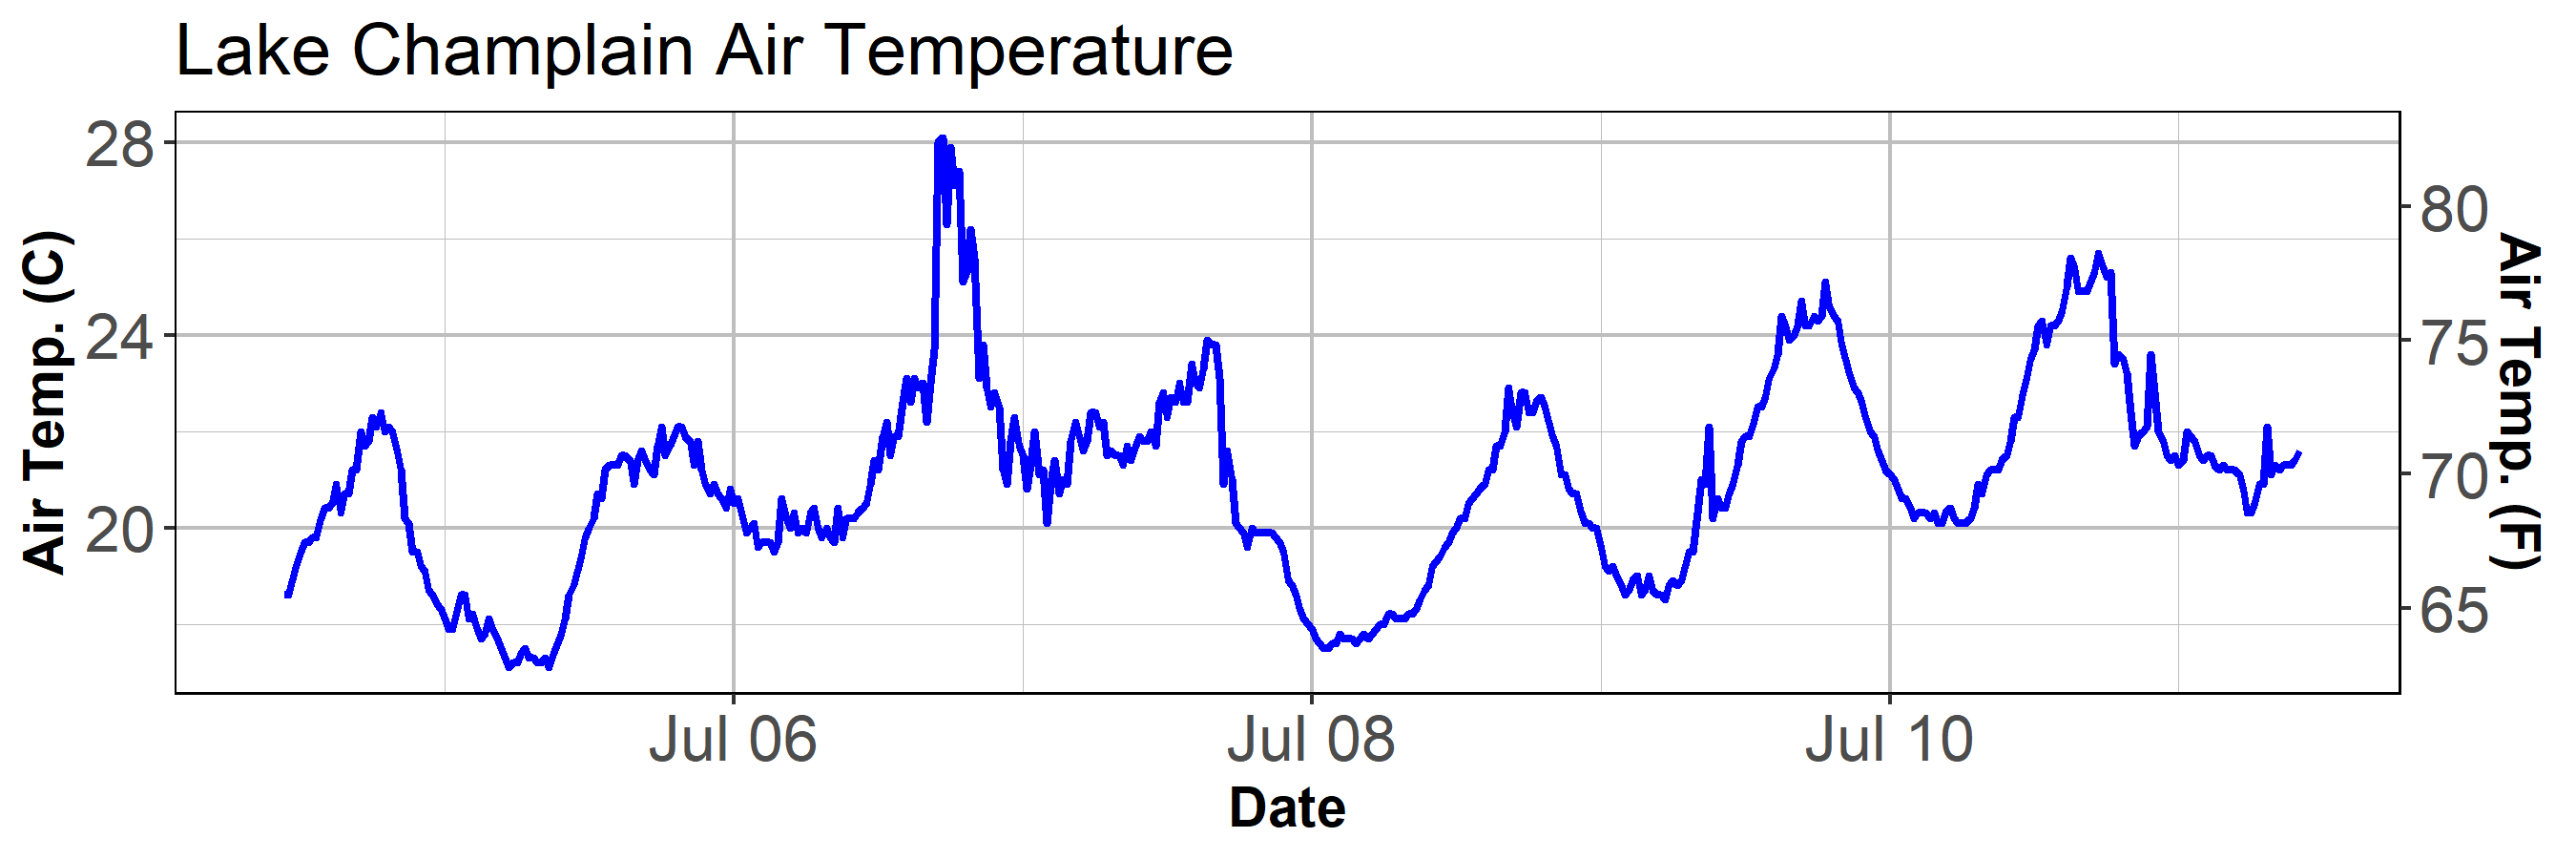 Lake Champlain Air Temperature
Air Temp. (C)
28
24
20
80
75
70
65
Air Temp. (F)
Jul 06
Jul 08
Jul 10
Date